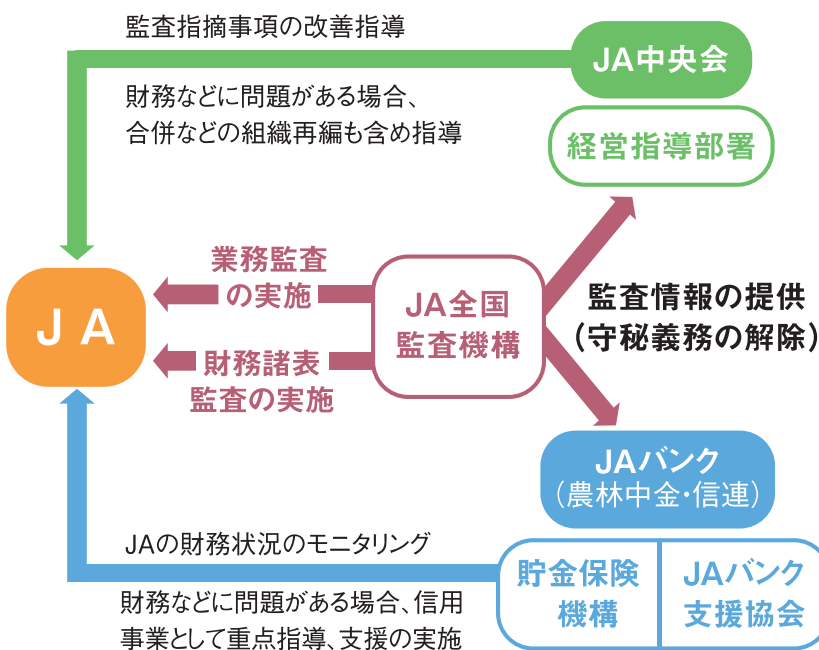 監査指摘事項の改善指導
JA中央会
財務などに問題がある場合、
合併などの組織再編も含め指導
経営指導部署
業務監査
の実施
JA
JA全国
監査機構
監査情報の提供
（守秘義務の解除）
財務諸表
監査の実施
JAバンク
（農林中金・信連）
JAの財務状況のモニタリング
貯金保険
機構
JAバンク
支援協会
財務などに問題がある場合、信用
事業として重点指導、支援の実施